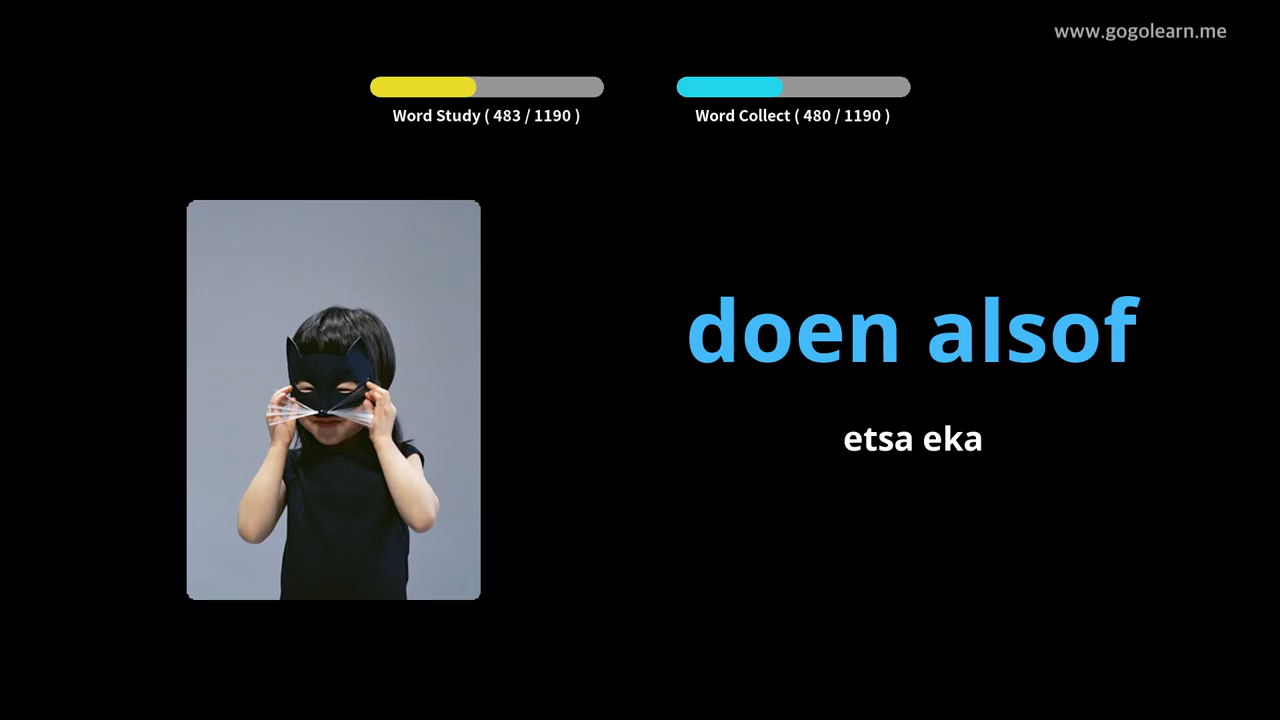 www.gogolearn.me
Word Study ( 483 / 1190 )
Word Collect ( 480 / 1190 )
doen alsof
etsa eka